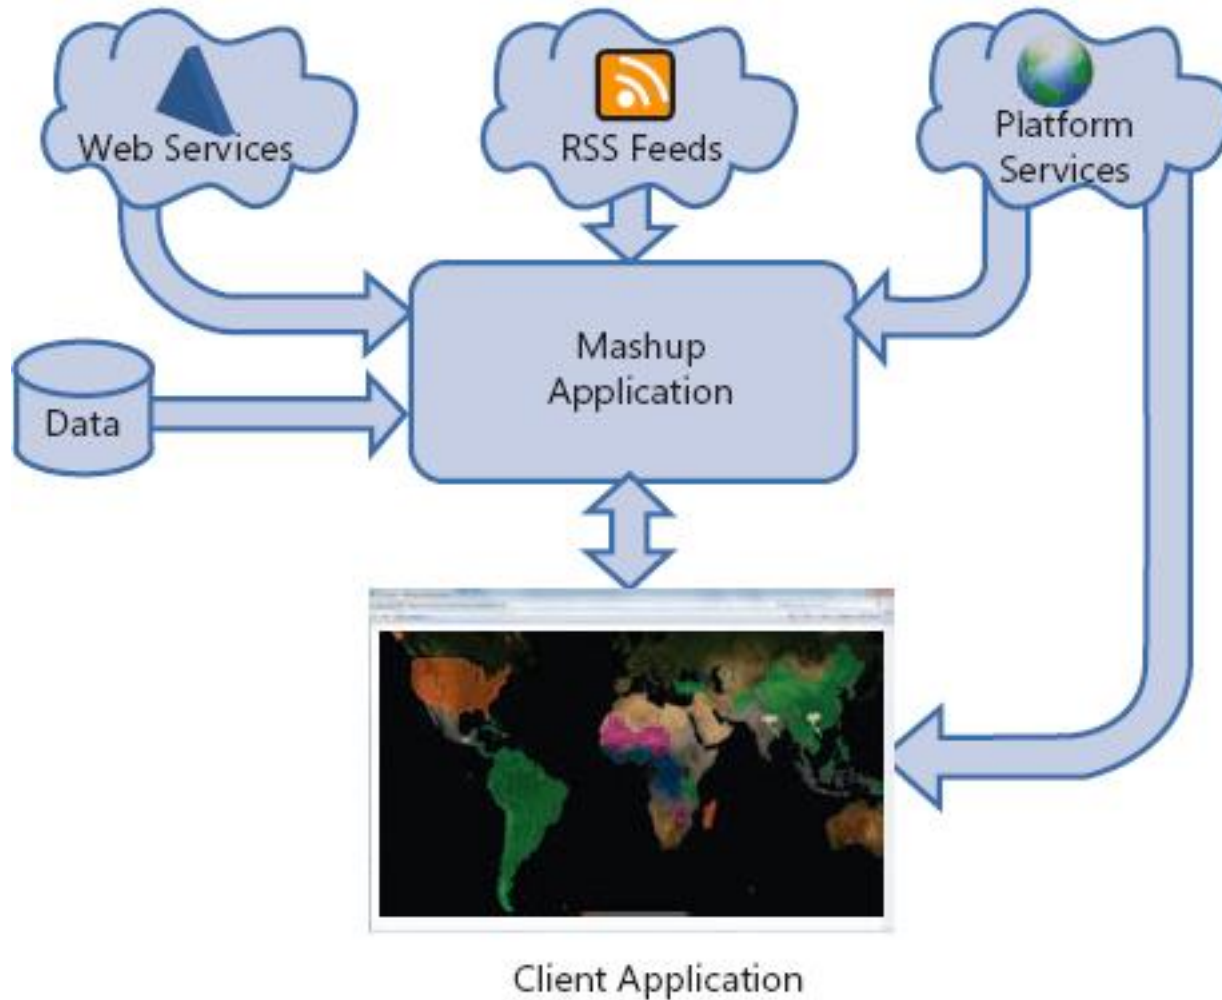 Web Services
RSS Feeds
Platform
Services
Mashup
Application
Data
Client Application